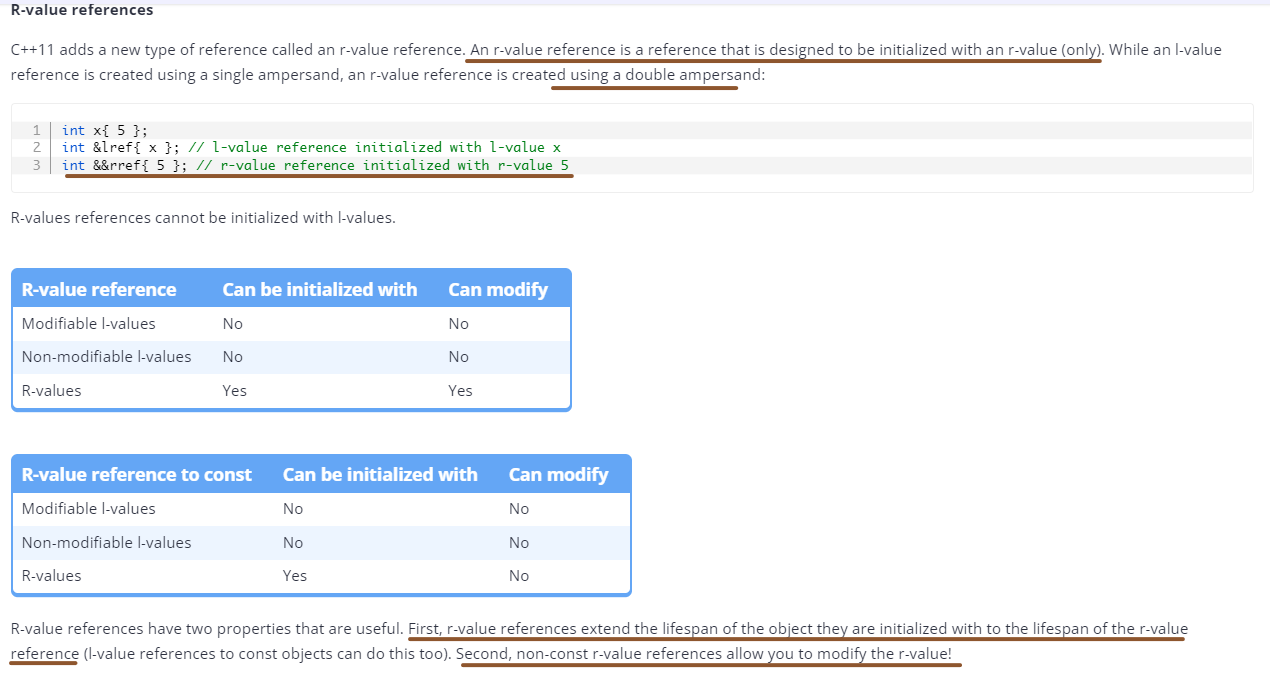 R-value references
C++11 adds a new type of reference called an r-value reference. An r-value reference is a reference that is designed to be initialized with an r-value (only). While an l-value
reference is created using a single ampersand, an r-value reference is created using a double ampersand:
1 int x{ 5 };
2 int &lref{ x }; // l-value reference initialized with l-value x
3 int &&rref{ 5 }; // r-value reference initialized with r-value 5
R-values references cannot be initialized with l-values.
R-value reference Can be initialized with Can modify
Modifiable l-values No No
Non-modifiable l-values No No
R-values Yes Yes
R-value reference to const Can be initialized with Can modify
Modifiable l-values No No
Non-modifiable l-values No No
R-values Yes No
R-value references have two properties that are useful. First, r-value references extend the lifespan of the object they are initialized with to the lifespan of the r-value
reference (l-value references to const objects can do this too). Second, non-const r-value references allow you to modify the r-value!